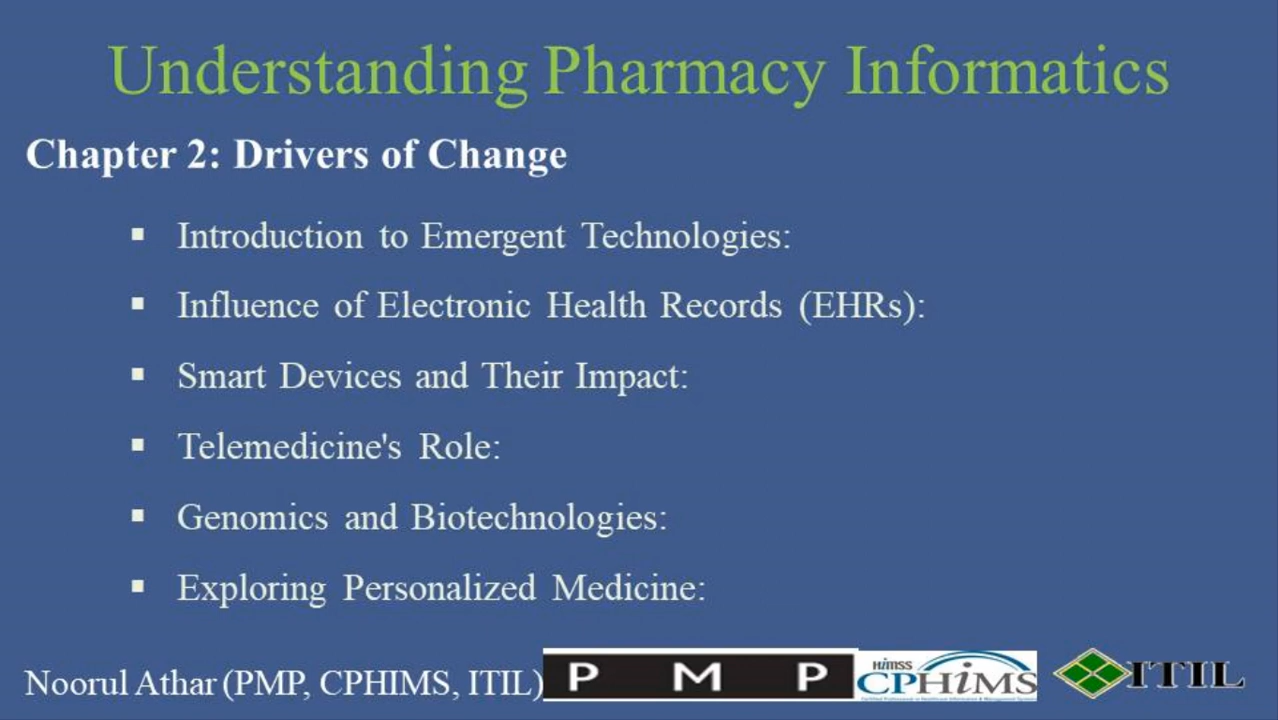 Understanding Pharmacy Informatics
Chapter 2: Drivers of Change
▪ Introduction to Emergent Technologies:
▪ Influence of Electronic Health Records (EHRs):
▪ Smart Devices and Their Impact:
▪ Telemedicine's Role:
▪ Genomics and Biotechnologies:
▪ Exploring Personalized Medicine:
Noorul Athar (PMP, CPHIMS, ITIL)
P M P
HiMSS
CPHiMS
ITIL